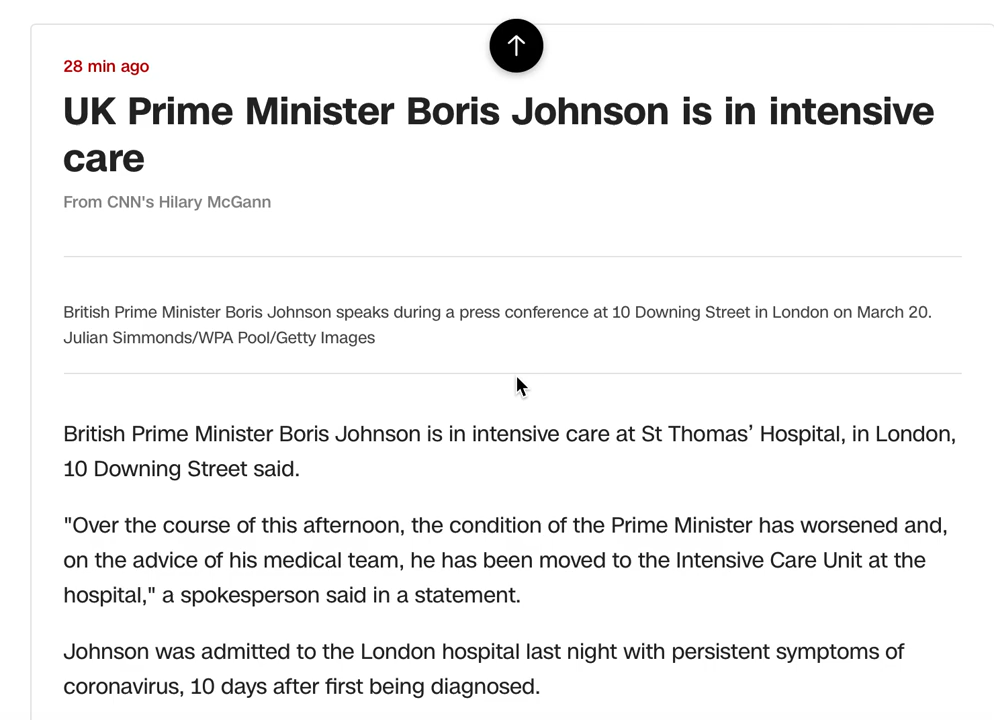 28 min ago
UK Prime Minister Boris Johnson is in intensive
care
From CNN's Hilary McGann
British Prime Minister Boris Johnson speaks during a press conference at 10 Downing Street in London on March 20.
Julian Simmonds/WPA Pool/Getty Images
British Prime Minister Boris Johnson is in intensive care at St Thomas’ Hospital, in London,
10 Downing Street said.
"Over the course of this afternoon, the condition of the Prime Minister has worsened and,
on the advice of his medical team, he has been moved to the Intensive Care Unit at the
hospital," a spokesperson said in a statement.
Johnson was admitted to the London hospital last night with persistent symptoms of
coronavirus, 10 days after first being diagnosed.